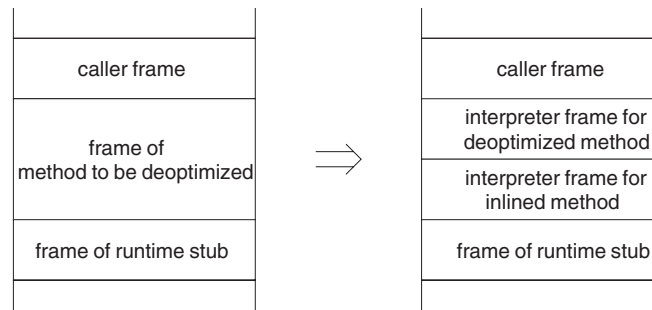 caller frame
frame of
method to be deoptimized
frame of runtime stub
caller frame
interpreter frame for
deoptimized method
interpreter frame for
inlined method
frame of runtime stub